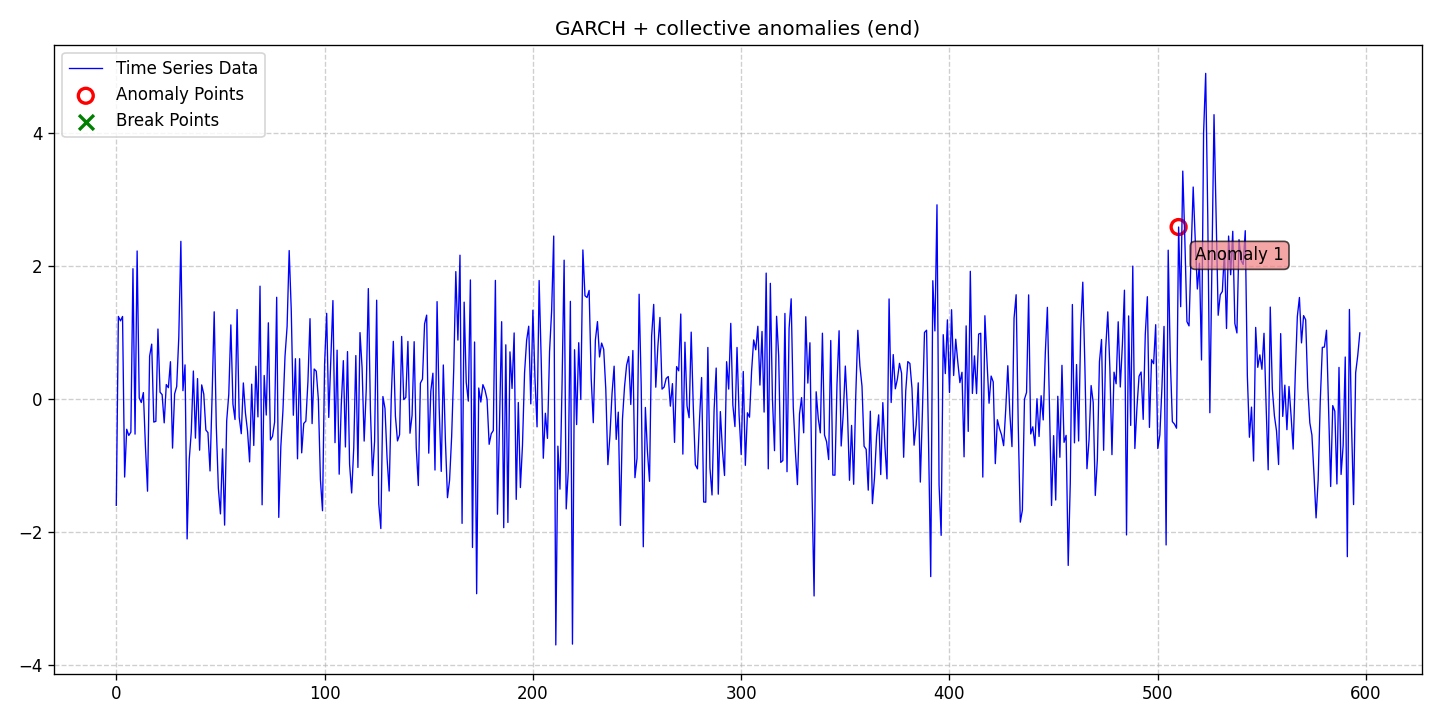 GARCH + collective anomalies (end)
Time Series Data
Anomaly Points
Break Points
Anomaly 1
4
2
0
−2
−4
0 100 200 300 400 500 600